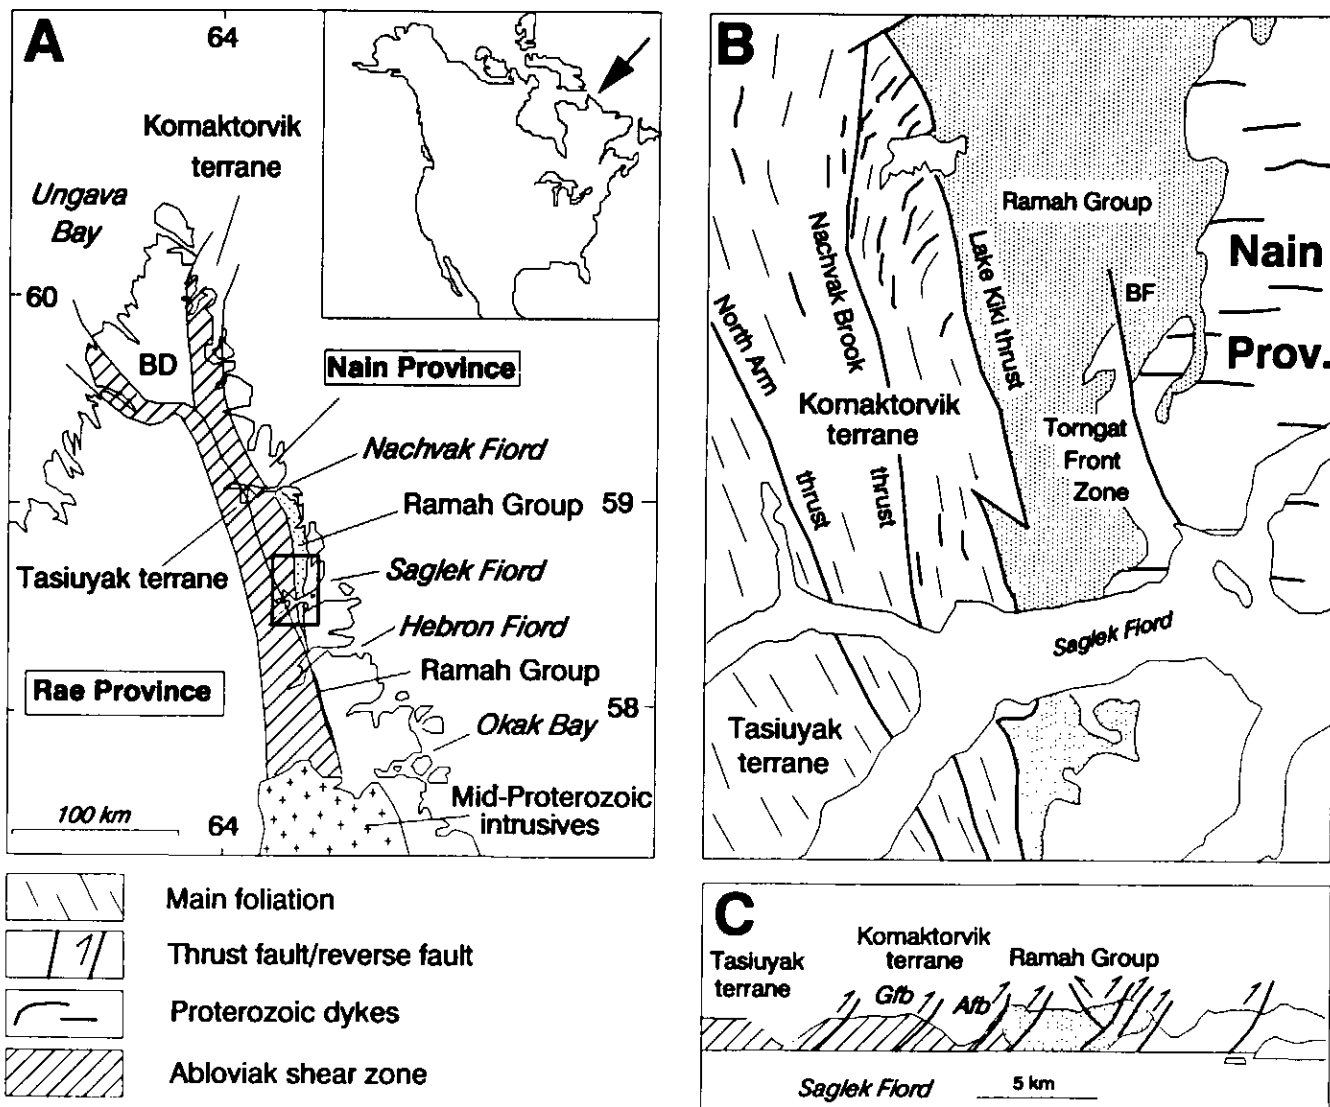 A
64
Komaktorvik
terrane
Ungava
Bay
60
BD
Nain Province
Nachvak Fiord
Ramah Group
59
Tasiuyak terrane
Saglek Fiord
Hebron Fiord
Ramah Group
Rae Province
58
Okak Bay
Mid-Proterozoic
intrusives
100 km
64
B
Ramah Group
Nain
Prov.
BF
Nachvak Brook
thrust
Lake Kiki thrust
North Arm
thrust
Komaktorvik
terrane
Torngat
Front
Zone
Saglek Fiord
Tasiuyak
terrane
Main foliation
Thrust fault/reverse fault
Proterozoic dykes
Abloviak shear zone
C
Tasiuyak
terrane
Komaktorvik
terrane
Ramah Group
Gfb
Afb
Saglek Fiord
5 km